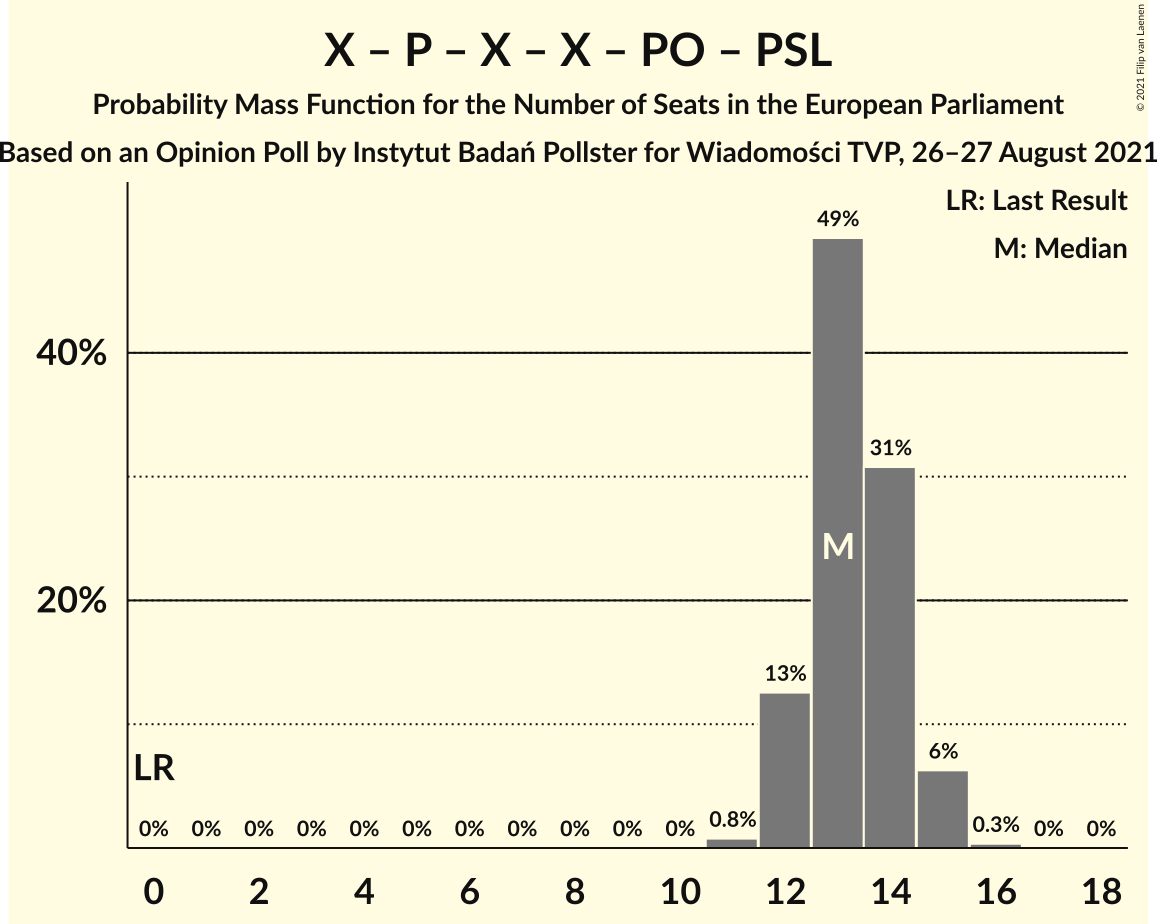 X – P – X – X – PO – PSL
Probability Mass Function for the Number of Seats in the European Parliament
Based on an Opinion Poll by Instytut Badań Pollster for Wiadomości TVP, 26–27 August 2021
© 2021 Filip van Laenen
LR: Last Result
M: Median
49%
40%
31%
M
20%
13%
6%
LR
0% 0% 0% 0% 0% 0% 0% 0% 0% 0% 0% 0.8% 0.3% 0% 0%
0 2 4 6 8 10 12 14 16 18